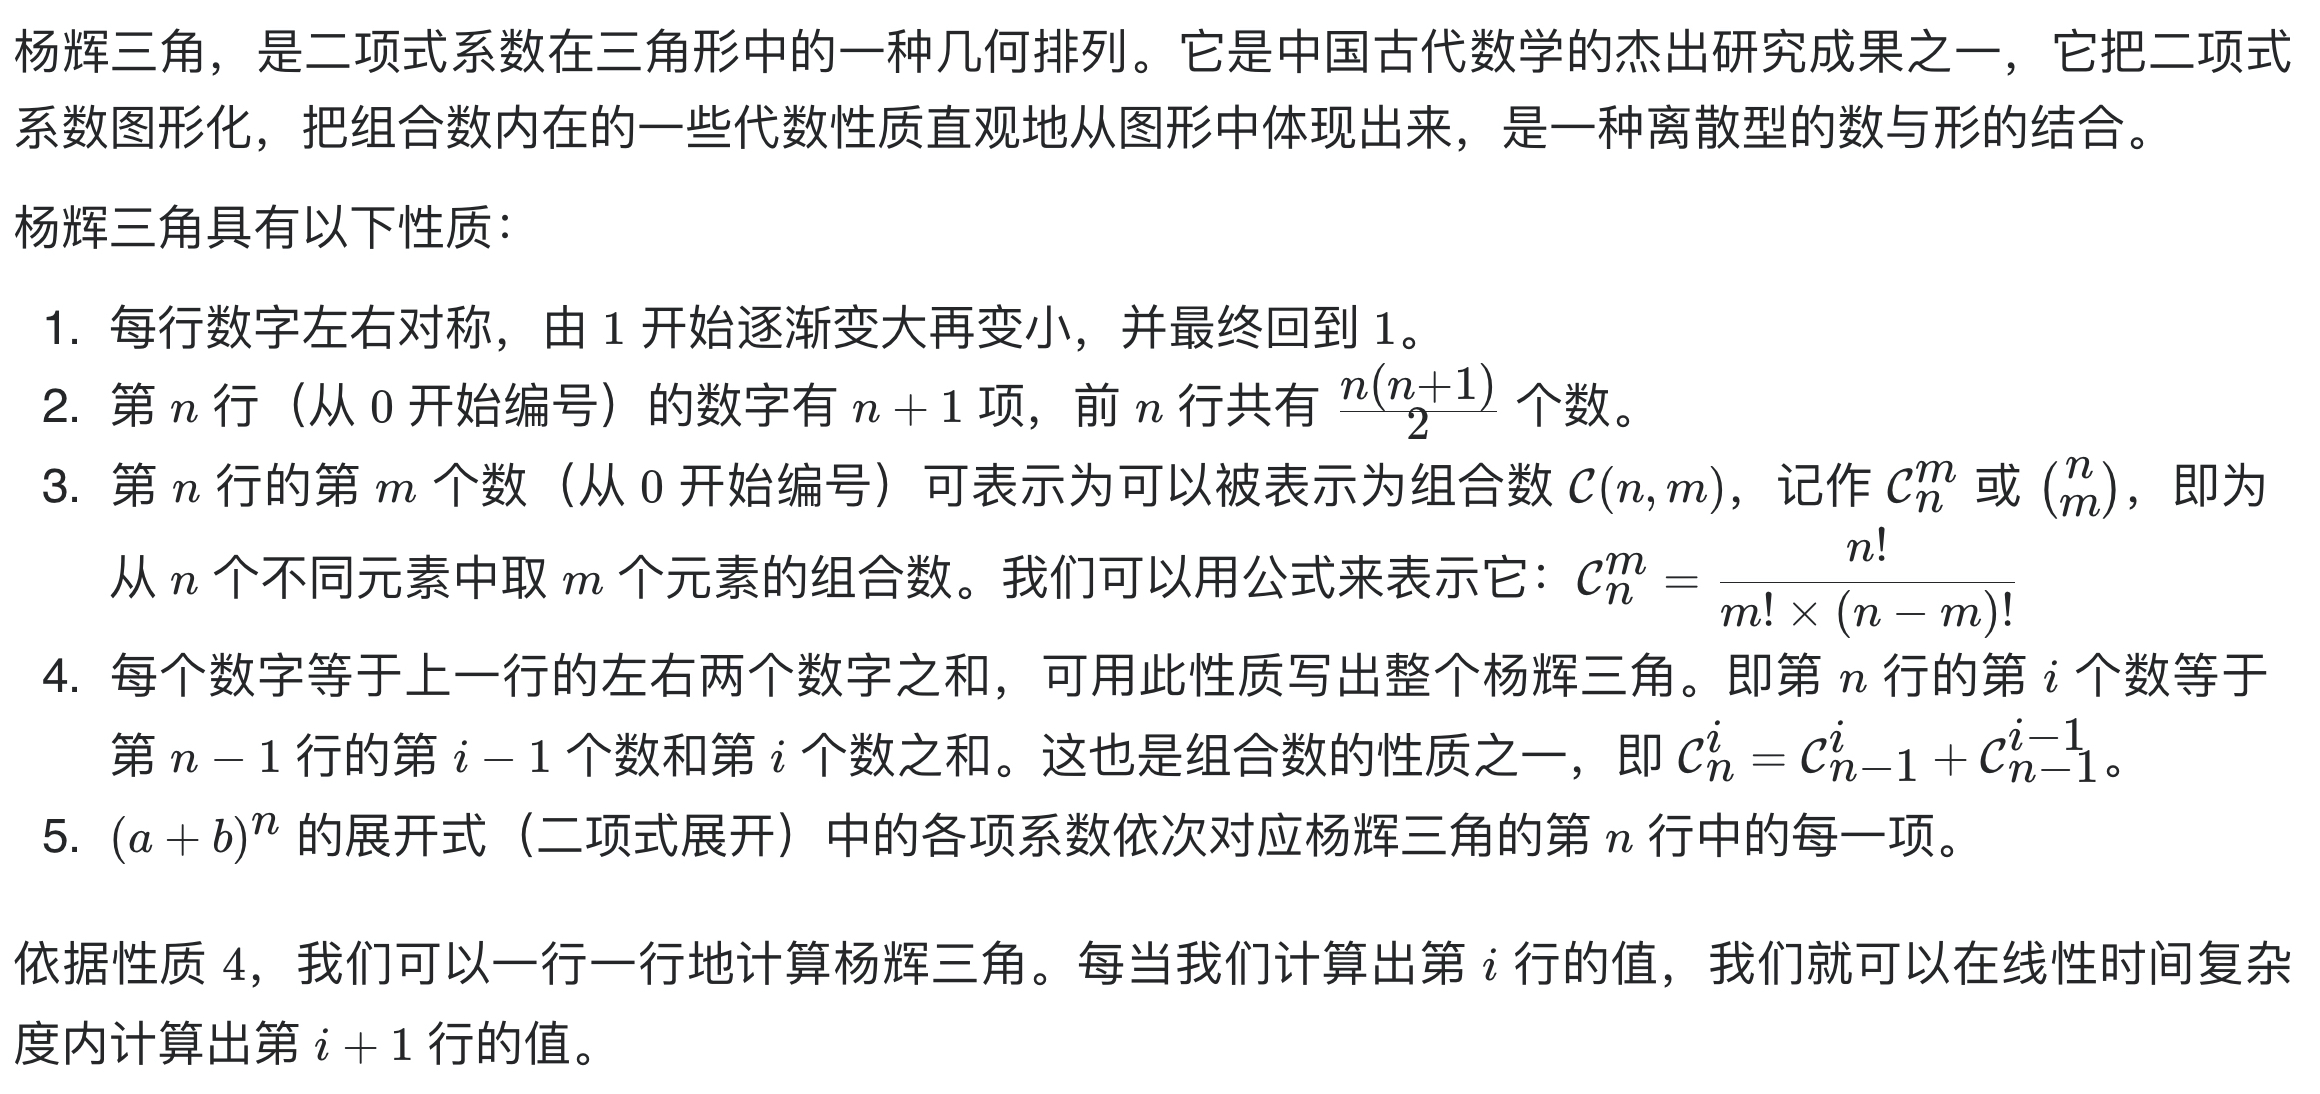 杨辉三角，是二项式系数在三角形中的一种几何排列。它是中国古代数学的杰出研究成果之一，它把二项式
系数图形化，把组合数内在的一些代数性质直观地从图形中体现出来，是一种离散型的数与形的结合。
杨辉三角具有以下性质：
1. 每行数字左右对称，由 1 开始逐渐变大再变小，并最终回到 1。
2. 第 n 行（从 0 开始编号）的数字有 n + 1 项，前 n 行共有 $\frac{n(n+1)}{2}$ 个数。
3. 第 n 行的第 m 个数（从 0 开始编号）可表示为可以被表示为组合数 $\mathcal{C}(n, m)$，记作 $\mathcal{C}_n^m$ 或 $\binom{n}{m}$，即为
从 n 个不同元素中取 m 个元素的组合数。我们可以用公式来表示它：$\mathcal{C}_n^m = \frac{n!}{m! \times (n-m)!}$
4. 每个数字等于上一行的左右两个数字之和，可用此性质写出整个杨辉三角。即第 n 行的第 i 个数等于
第 n − 1 行的第 i − 1 个数和第 i 个数之和。这也是组合数的性质之一，即 $\mathcal{C}_n^i = \mathcal{C}_{n-1}^i + \mathcal{C}_{n-1}^{i-1}$。
5. $(a + b)^n$ 的展开式（二项式展开）中的各项系数依次对应杨辉三角的第 n 行中的每一项。
依据性质 4，我们可以一行一行地计算杨辉三角。每当我们计算出第 i 行的值，我们就可以在线性时间复杂
度内计算出第 i + 1 行的值。